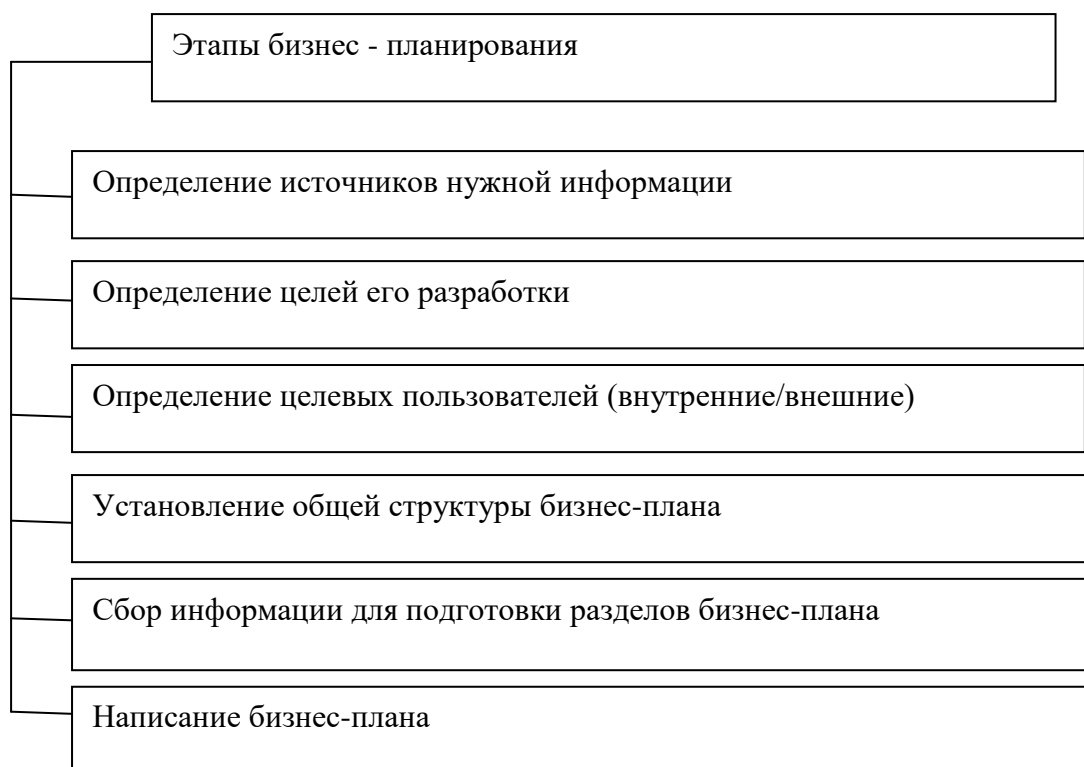 Этапы бизнес - планирования
Определение источников нужной информации
Определение целей его разработки
Определение целевых пользователей (внутренние/внешние)
Установление общей структуры бизнес-плана
Сбор информации для подготовки разделов бизнес-плана
Написание бизнес-плана